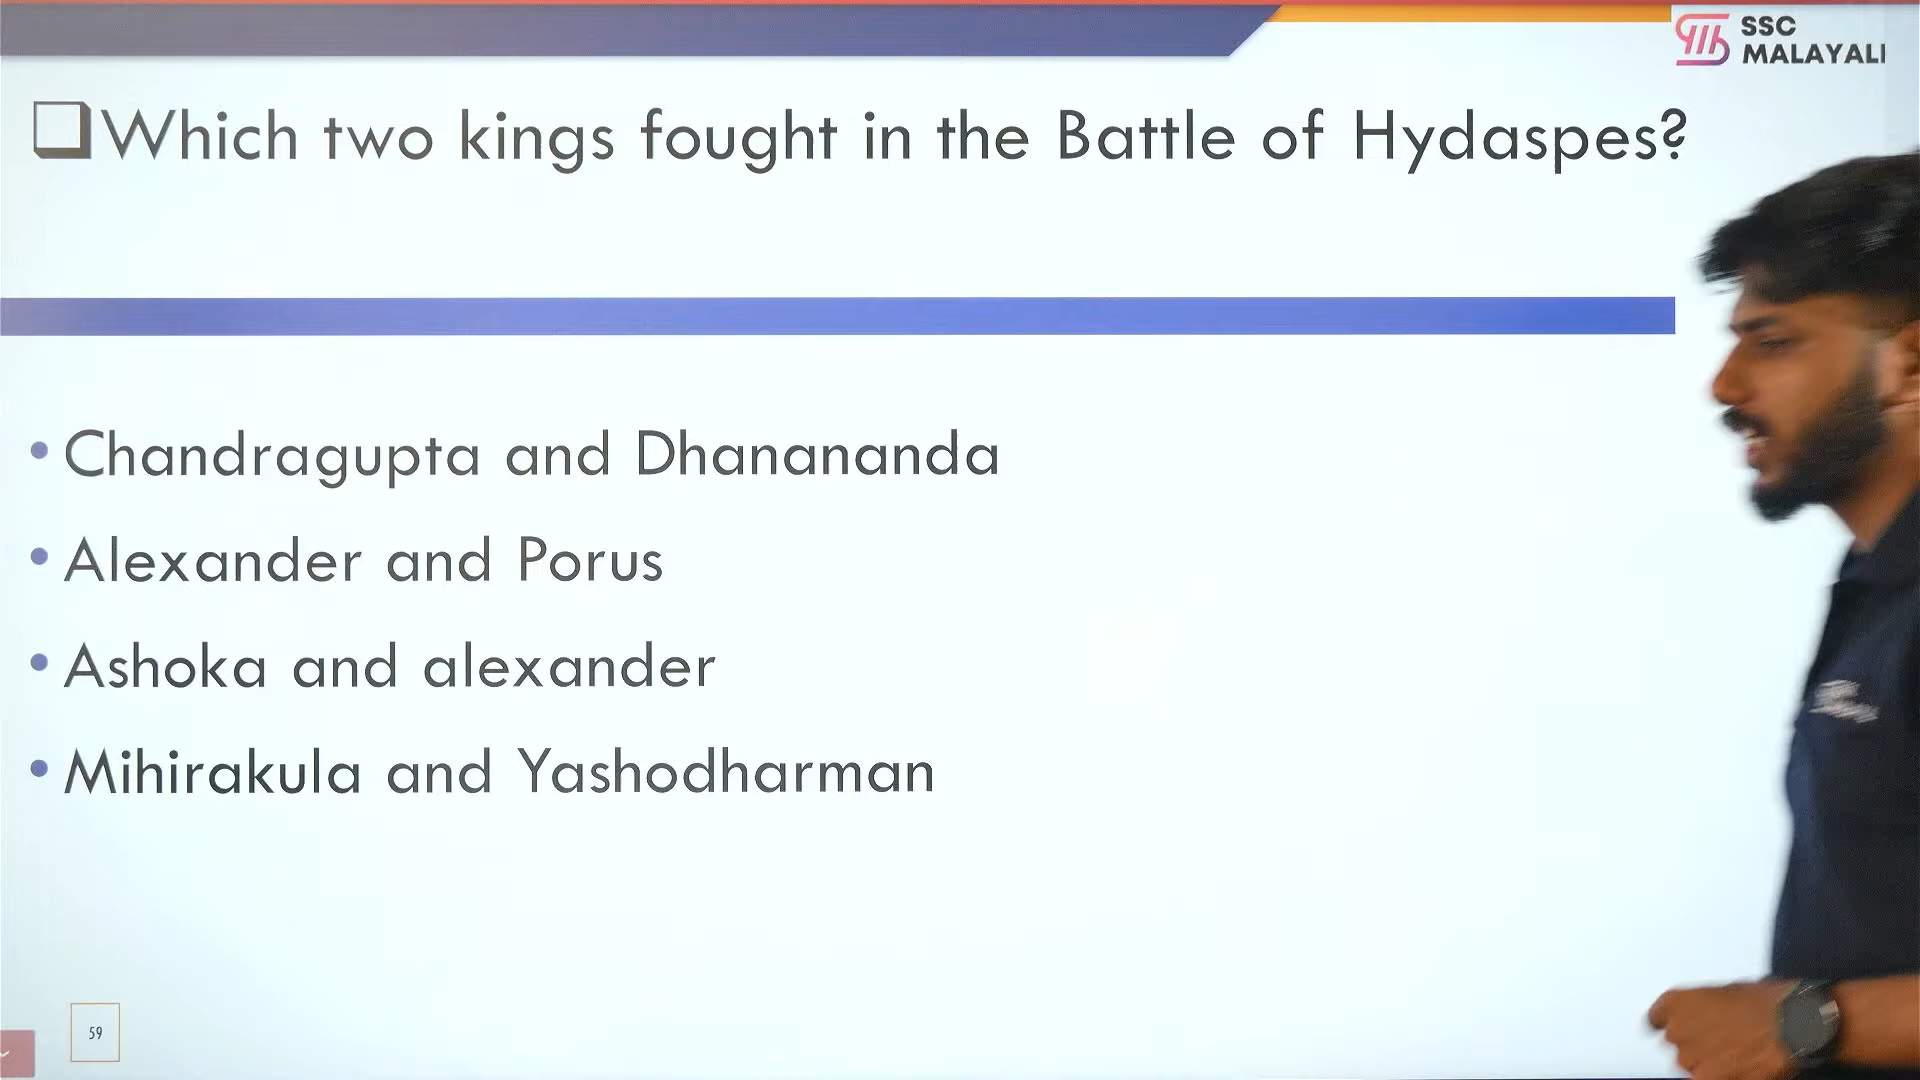 SSC
MALAYALI
Which two kings fought in the Battle of Hydaspes?
Chandragupta and Dhanananda
Alexander and Porus
Ashoka and alexander
Mihirakula and Yashodharman
59